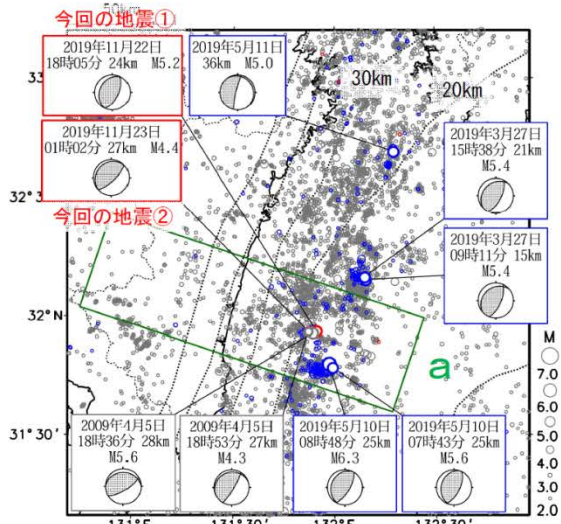 50km
今回の地震①
2019年11月22日
18時05分 24km M5.2
2019年5月11日
36km M5.0
30km
20km
2019年11月23日
01時02分 27km M4.4
2019年3月27日
15時38分 21km
M5.4
今回の地震②
2019年3月27日
09時11分 15km
M5.4
32°N
a
M
7.0
6.0
5.0
4.0
3.0
2.0
2009年4月5日
18時36分 28km
M5.6
2009年4月5日
18時53分 27km
M4.3
2019年5月10日
08時48分 25km
M6.3
2019年5月10日
07時43分 25km
M5.6
31°30'